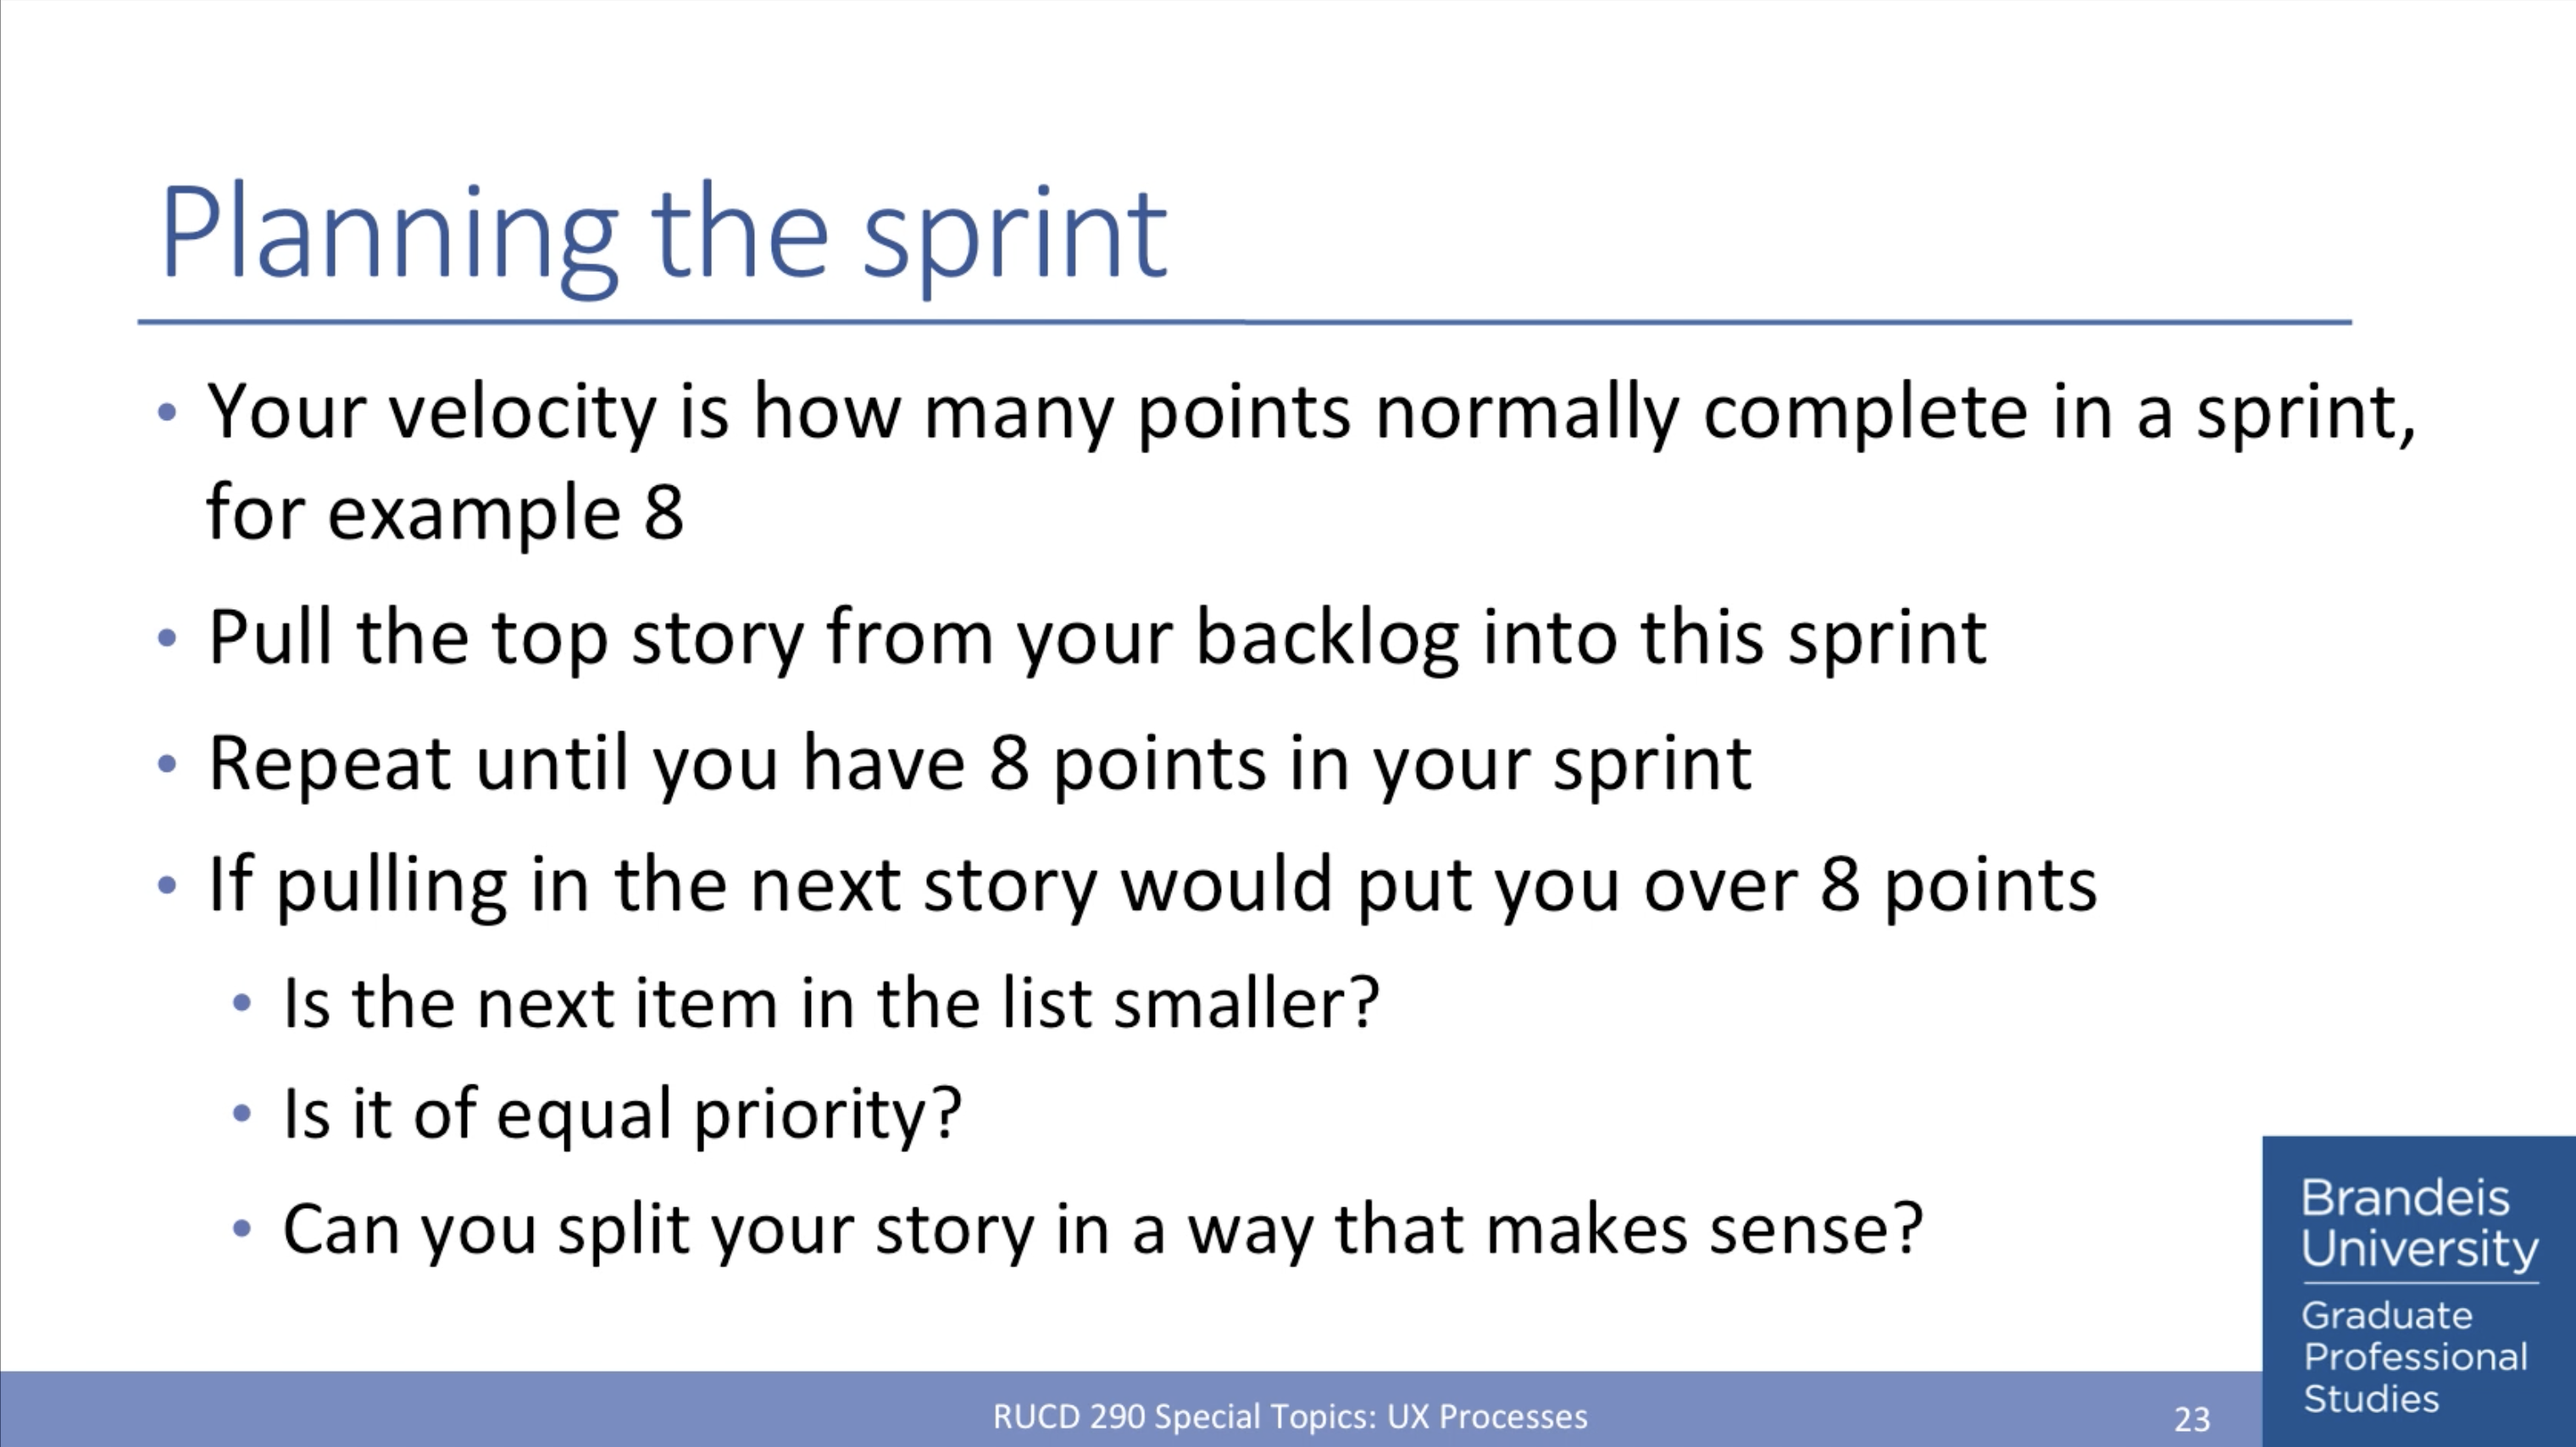 Planning the sprint
• Your velocity is how many points normally complete in a sprint,
for example 8
• Pull the top story from your backlog into this sprint
• Repeat until you have 8 points in your sprint
• If pulling in the next story would put you over 8 points
• Is the next item in the list smaller?
• Is it of equal priority?
• Can you split your story in a way that makes sense?
Brandeis
University
Graduate
Professional
Studies
RUCD 290 Special Topics: UX Processes
23